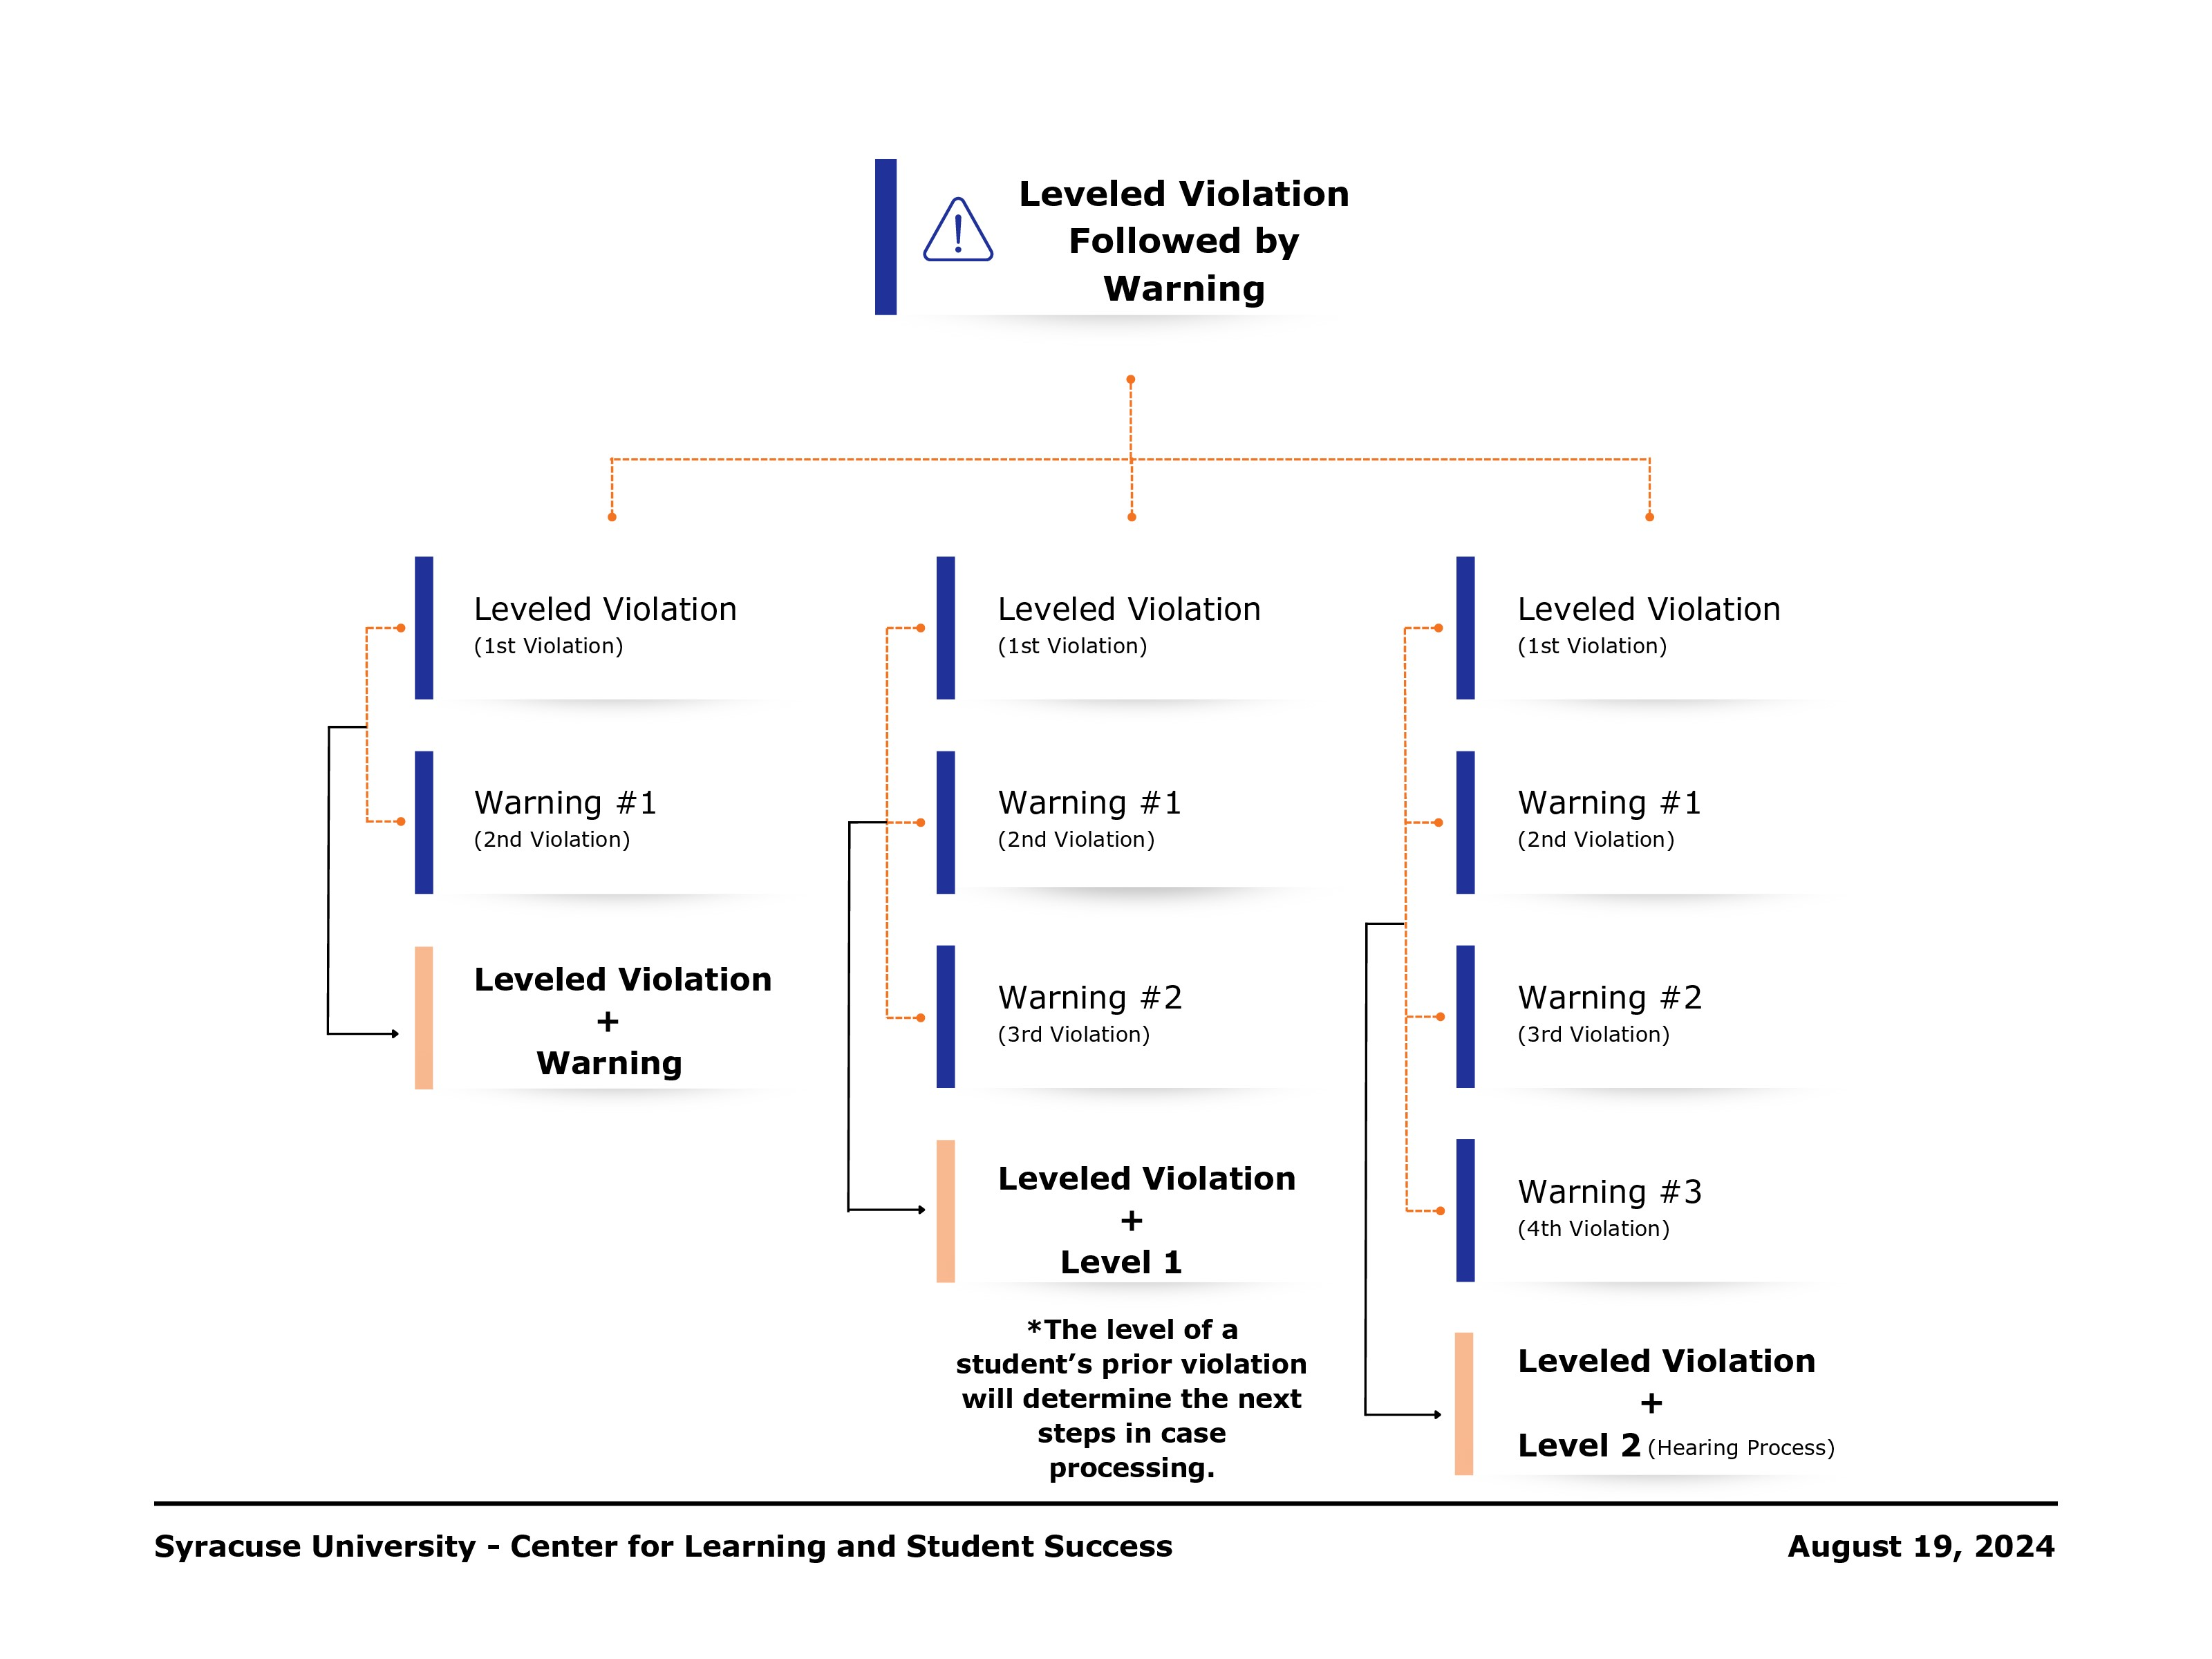 Leveled Violation
Followed by
Warning
Leveled Violation
(1st Violation)
Warning #1
(2nd Violation)
Leveled Violation
+
Warning
Leveled Violation
(1st Violation)
Warning #1
(2nd Violation)
Warning #2
(3rd Violation)
Leveled Violation
+
Level 1
*The level of a
student’s prior violation
will determine the next
steps in case
processing.
Leveled Violation
(1st Violation)
Warning #1
(2nd Violation)
Warning #2
(3rd Violation)
Warning #3
(4th Violation)
Leveled Violation
+
Level 2 (Hearing Process)
Syracuse University - Center for Learning and Student Success
August 19, 2024